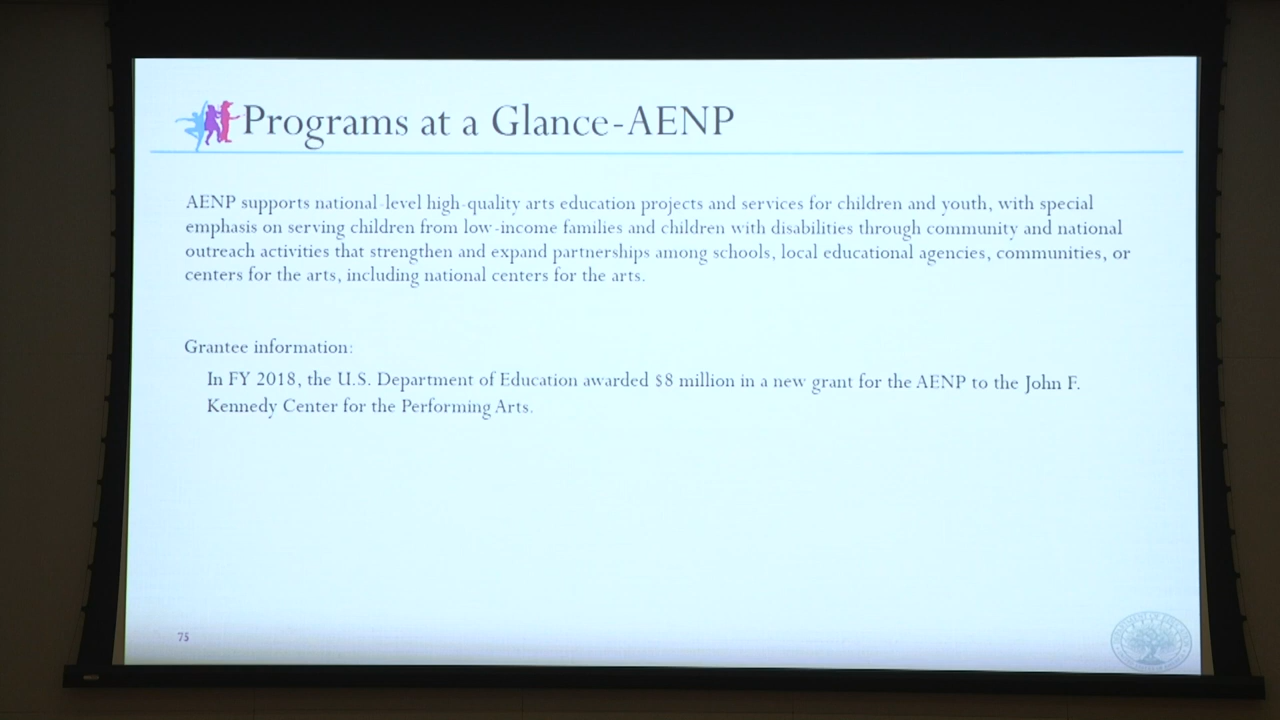 Programs at a Glance-AENP
AENP supports national-level high-quality arts education projects and services for children and youth, with special
emphasis on serving children from low-income families and children with disabilities through community and national
outreach activities that strengthen and expand partnerships among schools, local educational agencies, communities, or
centers for the arts, including national centers for the arts.
Grantee information:
In FY 2018, the U.S. Department of Education awarded $8 million in a new grant for the AENP to the John F.
Kennedy Center for the Performing Arts.
75